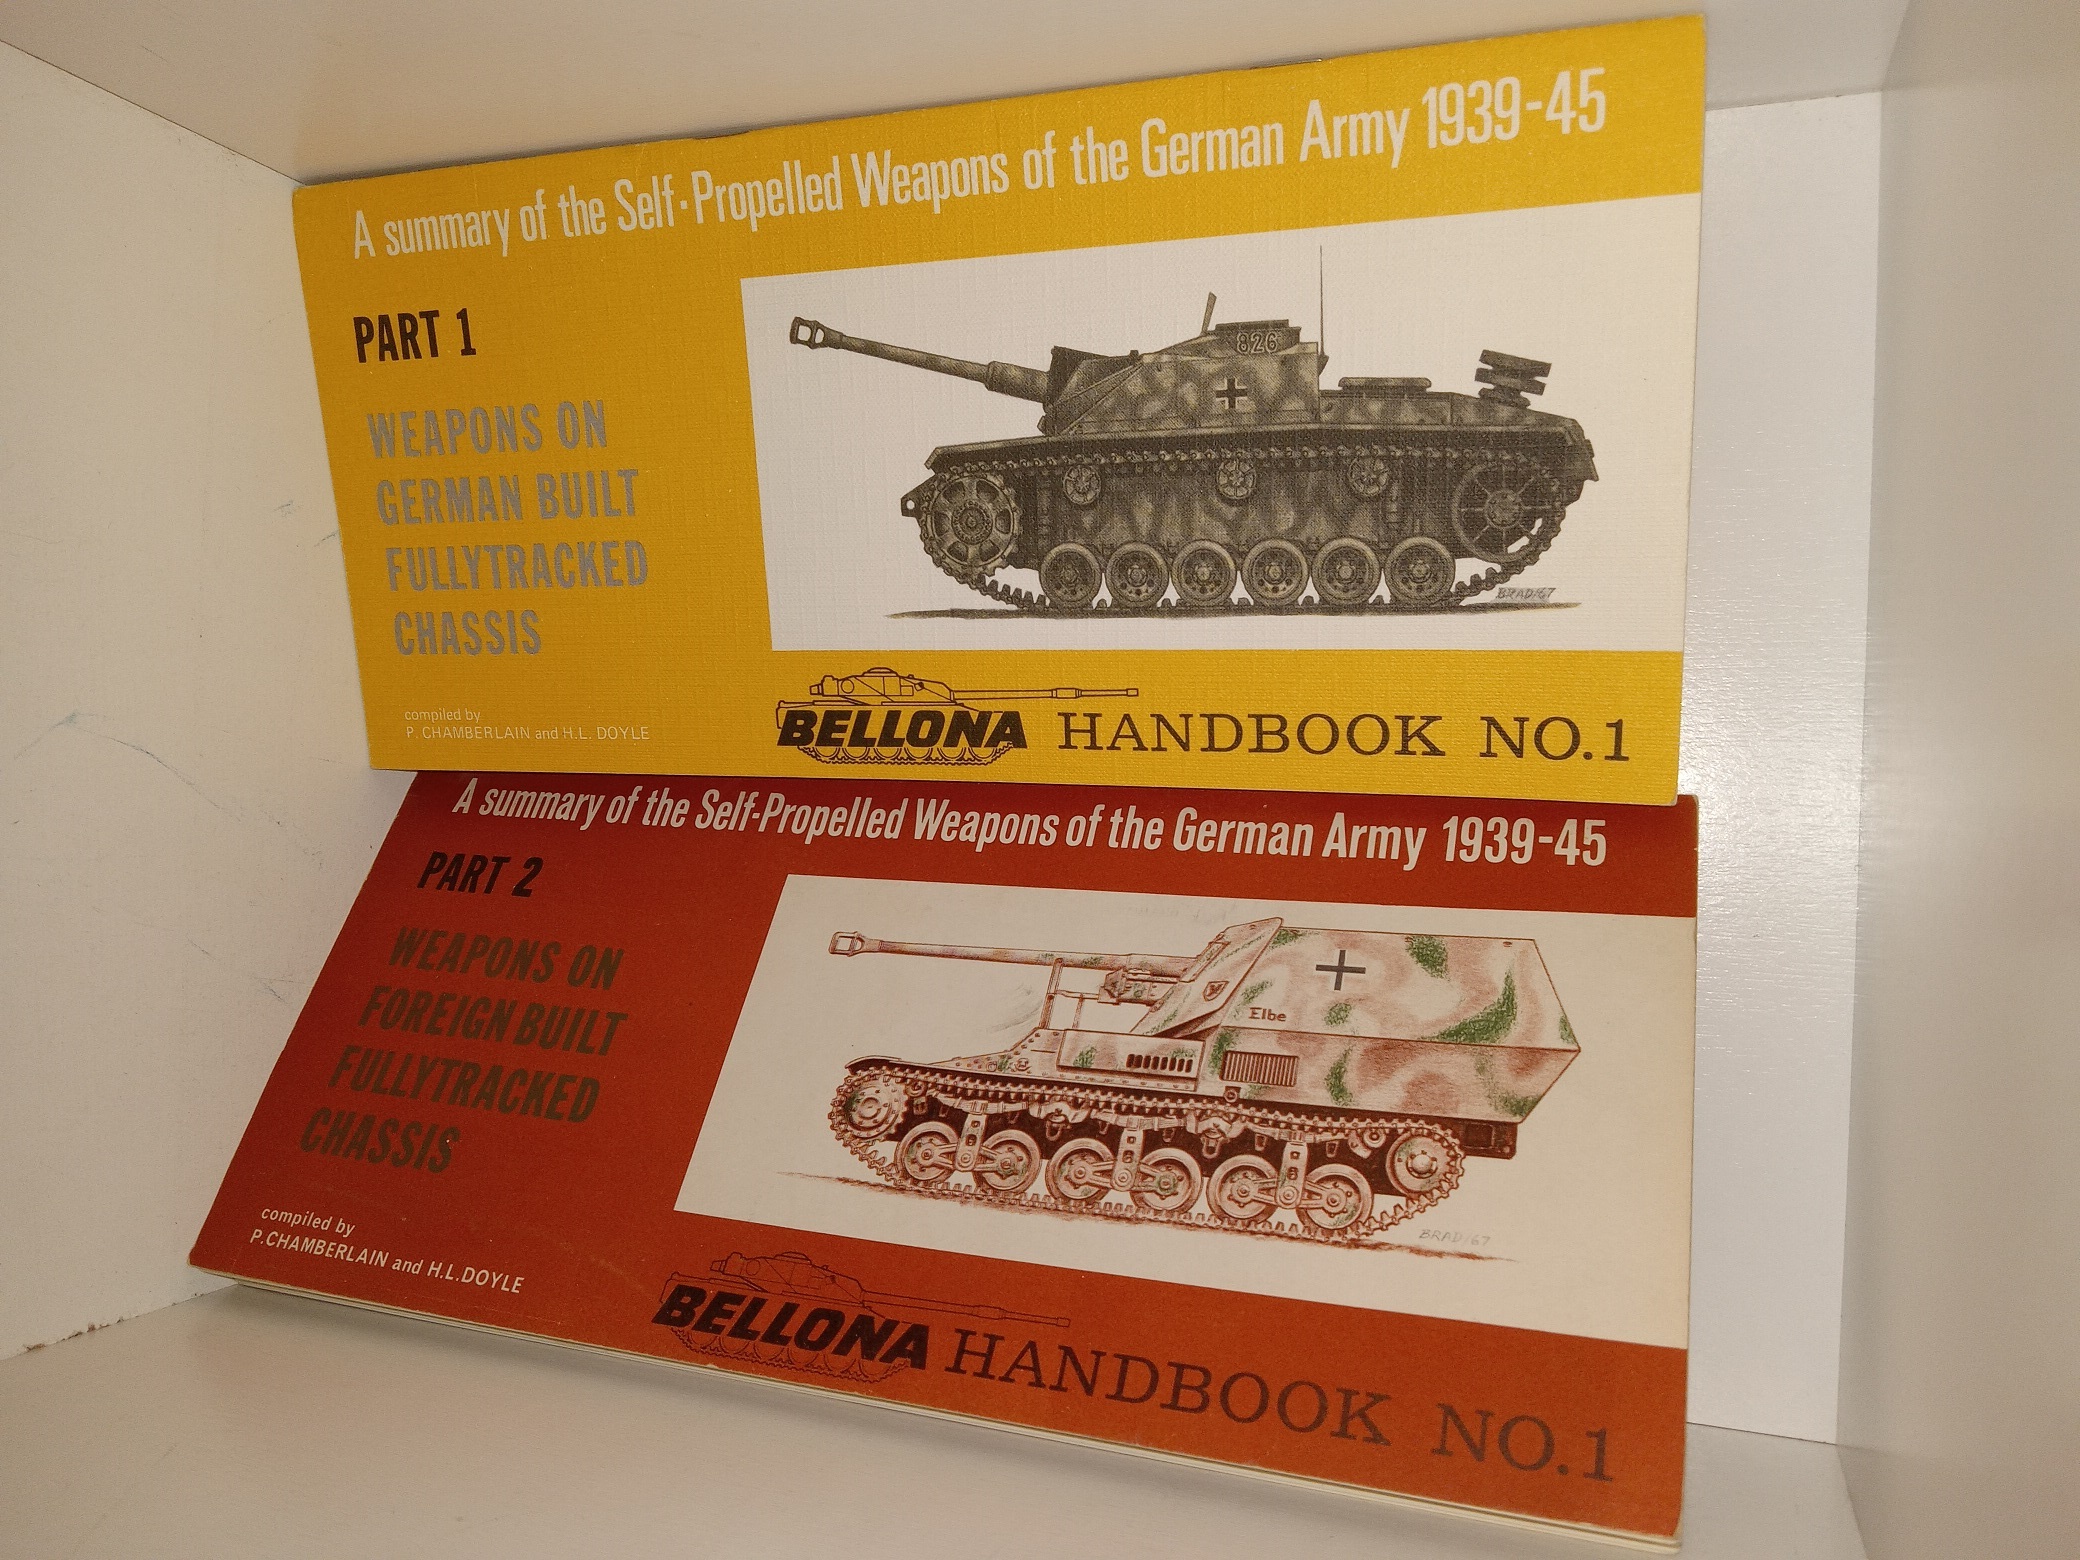 A summary of the Self-Propelled Weapons of the German Army 1939-45
PART 1
WEAPONS ON
GERMAN BUILT
FULLYTRACKED
CHASSIS
826
BRAD/67
compiled by
P. CHAMBERLAIN and H.L. DOYLE
BELLONA HANDBOOK NO.1
A summary of the Self-Propelled Weapons of the German Army 1939-45
PART 2
WEAPONS ON
FOREIGN BUILT
FULLYTRACKED
CHASSIS
Elbe
BRAD/67
compiled by
P.CHAMBERLAIN and H.L.DOYLE
BELLONA HANDBOOK NO.1